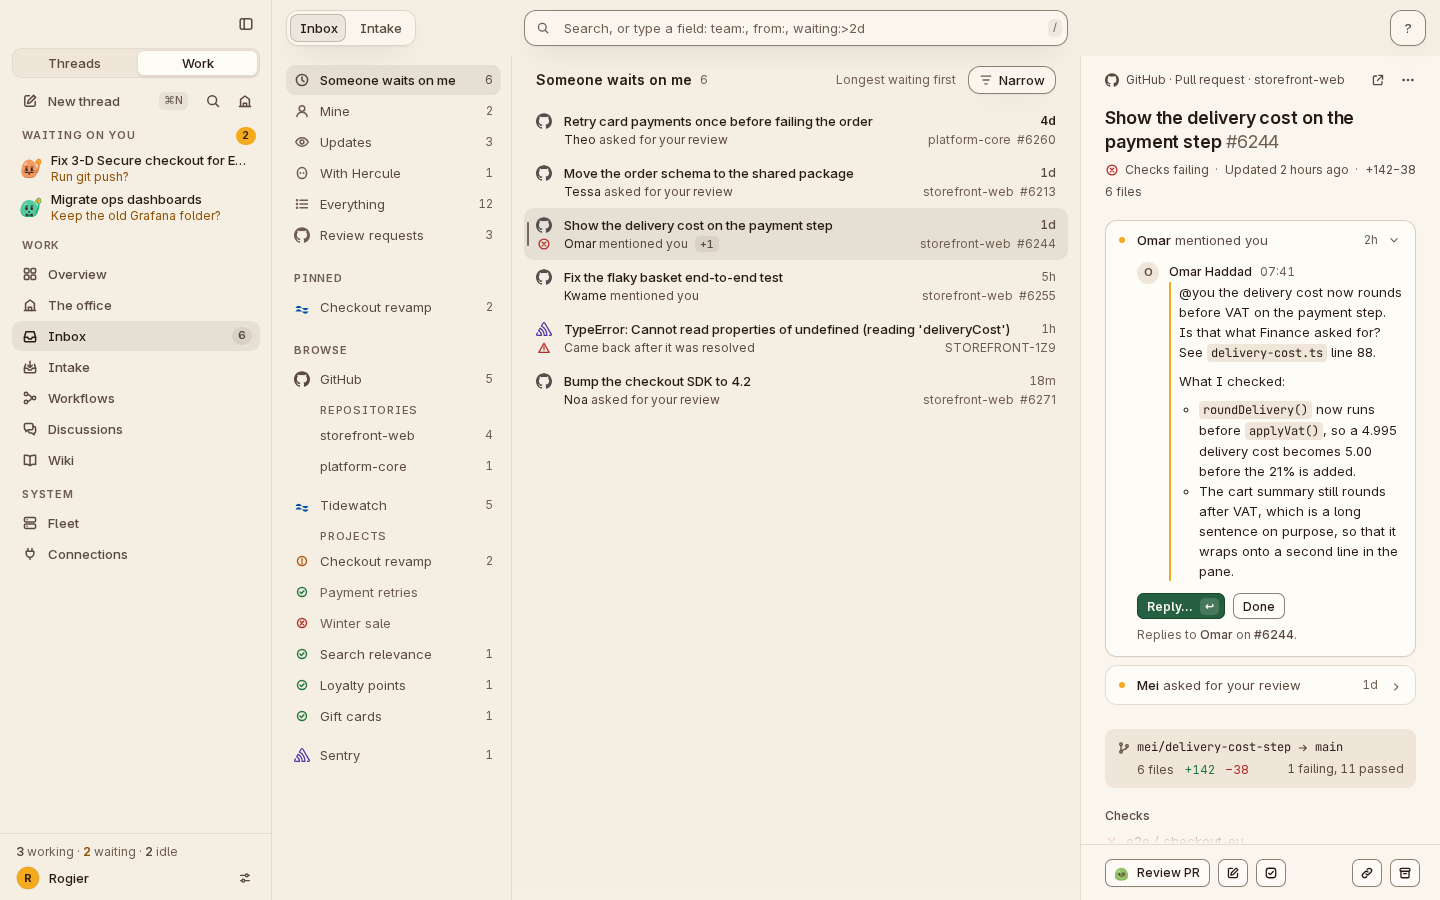 Threads
Work
New thread
⌘N
WAITING ON YOU
2
Fix 3-D Secure checkout for E…
Run git push?
Migrate ops dashboards
Keep the old Grafana folder?
WORK
Overview
The office
Inbox
6
Intake
Workflows
Discussions
Wiki
SYSTEM
Fleet
Connections
3 working · 2 waiting · 2 idle
R
Rogier
Inbox
Intake
Someone waits on me
6
Mine
2
Updates
3
With Hercule
1
Everything
12
Review requests
3
PINNED
Checkout revamp
2
BROWSE
GitHub
5
REPOSITORIES
storefront-web
4
platform-core
1
Tidewatch
5
PROJECTS
Checkout revamp
2
Payment retries
Winter sale
Search relevance
1
Loyalty points
1
Gift cards
1
Sentry
1
Search, or type a field: team:, from:, waiting:>2d
/
?
Someone waits on me 6
Longest waiting first
Narrow
Retry card payments once before failing the order
4d
Theo asked for your review
platform-core #6260
Move the order schema to the shared package
1d
Tessa asked for your review
storefront-web #6213
Show the delivery cost on the payment step
1d
Omar mentioned you +1
storefront-web #6244
Fix the flaky basket end-to-end test
5h
Kwame mentioned you
storefront-web #6255
TypeError: Cannot read properties of undefined (reading 'deliveryCost')
1h
Came back after it was resolved
STOREFRONT-1Z9
Bump the checkout SDK to 4.2
18m
Noa asked for your review
storefront-web #6271
GitHub · Pull request · storefront-web
Show the delivery cost on the
payment step #6244
Checks failing · Updated 2 hours ago · +142−38
6 files
Omar mentioned you
2h
O
Omar Haddad 07:41
@you the delivery cost now rounds
before VAT on the payment step.
Is that what Finance asked for?
See delivery-cost.ts line 88.
What I checked:
roundDelivery() now runs
before applyVat(), so a 4.995
delivery cost becomes 5.00
before the 21% is added.
The cart summary still rounds
after VAT, which is a long
sentence on purpose, so that it
wraps onto a second line in the
pane.
Reply… ↩
Done
Replies to Omar on #6244.
Mei asked for your review
1d
mei/delivery-cost-step → main
6 files +142 −38
1 failing, 11 passed
Checks
e2e / checkout-eu
Review PR